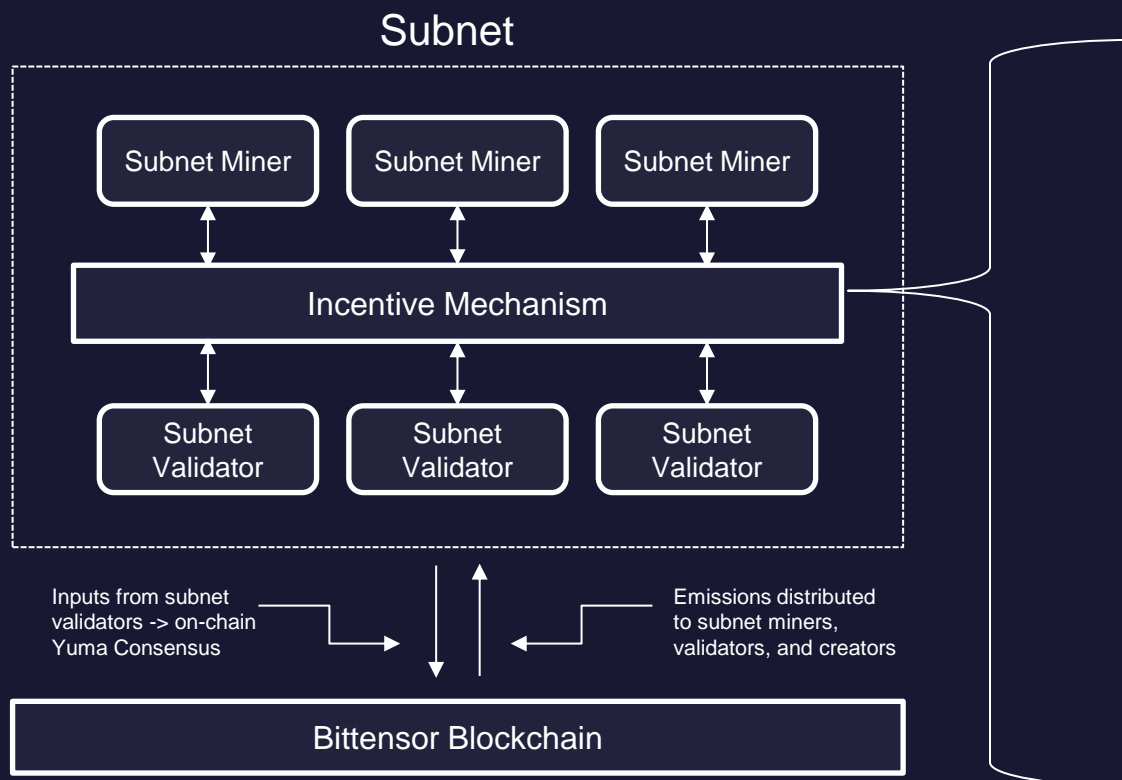 Subnet
Subnet Miner
Subnet Miner
Subnet Miner
Incentive Mechanism
Subnet
Validator
Subnet
Validator
Subnet
Validator
Inputs from subnet
validators -> on-chain
Yuma Consensus
Emissions distributed
to subnet miners,
validators, and creators
Bittensor Blockchain